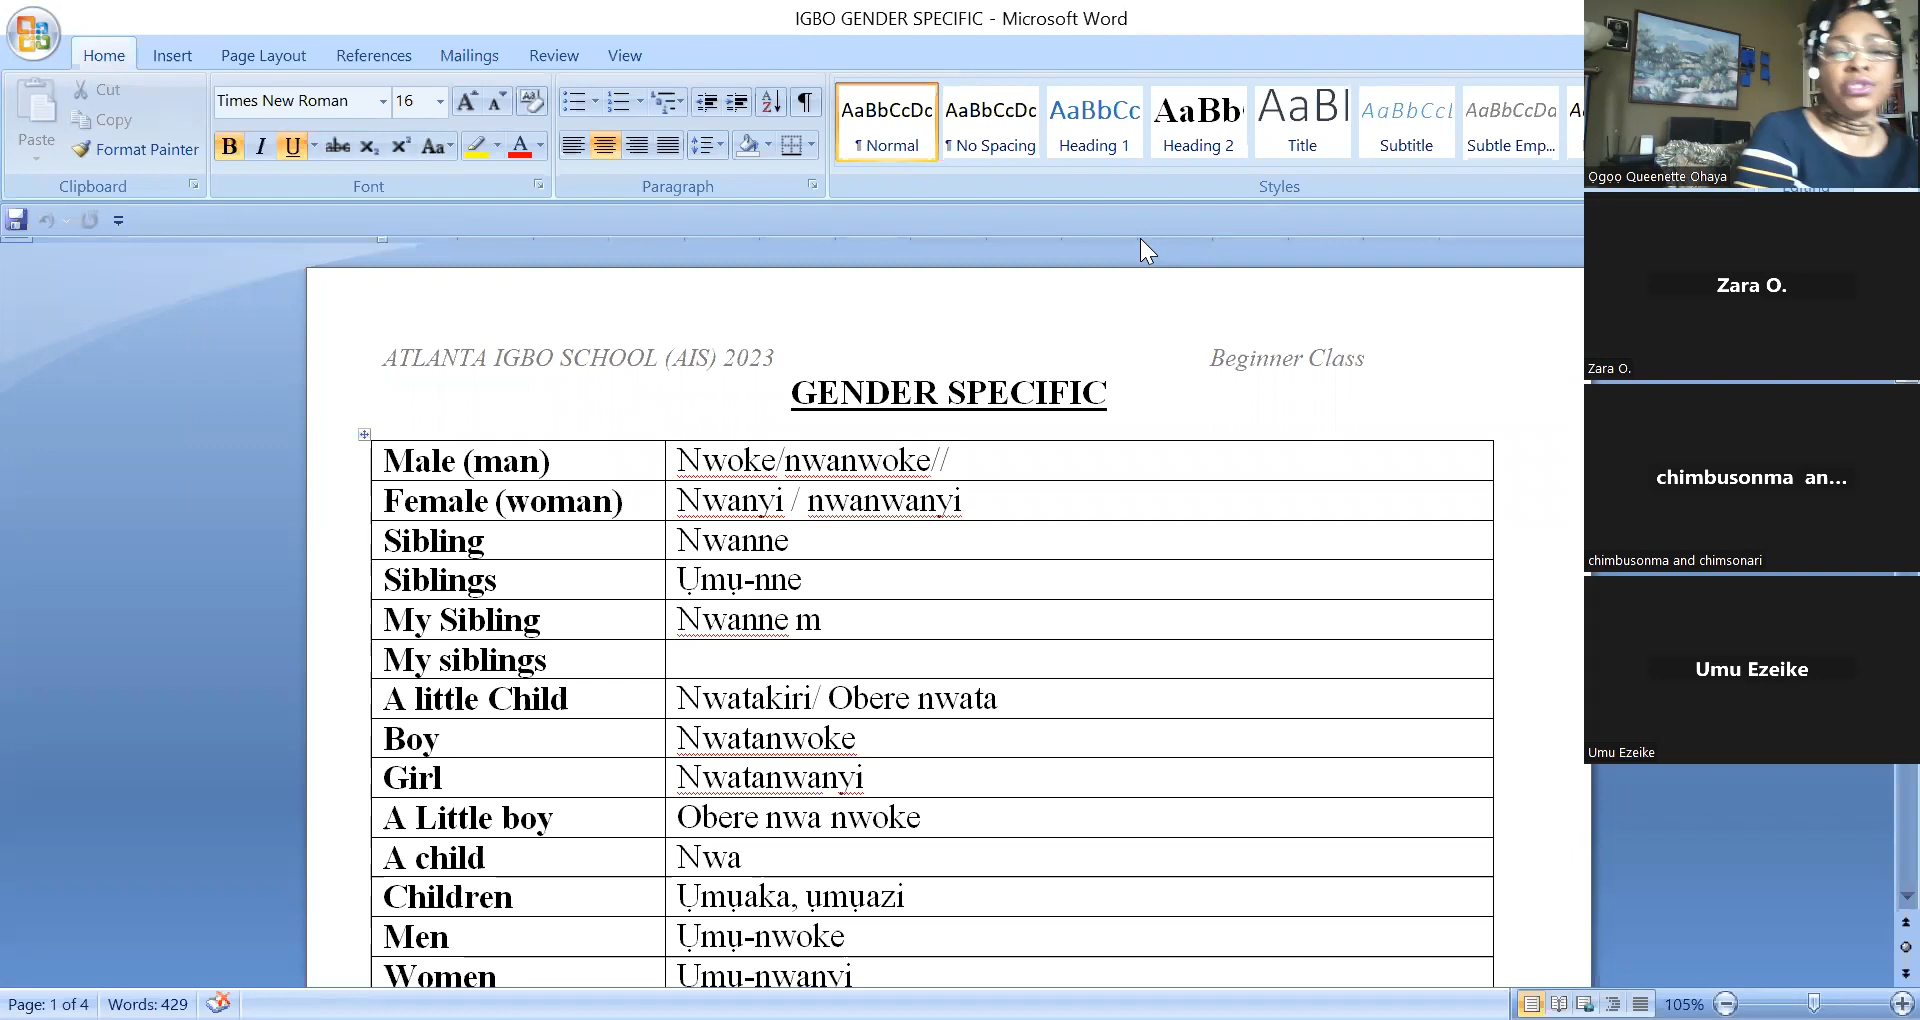 IGBO GENDER SPECIFIC - Microsoft Word
Home Insert Page Layout References Mailings Review View
Paste
Cut
Copy
Format Painter
Clipboard
Times New Roman 16
Font
Paragraph
AaBbCcDc AaBbCcDc AaBbCc AaBb AaBl AaBbCcl AaBbCcDa
¶ Normal ¶ No Spacing Heading 1 Heading 2 Title Subtitle Subtle Emp...
Styles
Ogoo Queenette Ohaya
Zara O.
Zara O.
chimbusonma an...
chimbusonma and chimsonari
Umu Ezeike
Umu Ezeike
ATLANTA IGBO SCHOOL (AIS) 2023 Beginner Class
GENDER SPECIFIC
Male (man) Nwoke/nwanwoke//
Female (woman) Nwanyi / nwanwanyi
Sibling Nwanne
Siblings Ụmụ-nne
My Sibling Nwanne m
My siblings
A little Child Nwatakiri/ Obere nwata
Boy Nwatanwoke
Girl Nwatanwanyi
A Little boy Obere nwa nwoke
A child Nwa
Children Ụmụaka, ụmụazi
Men Ụmụ-nwoke
Women Umu-nwanyi
Page: 1 of 4 Words: 429 105%